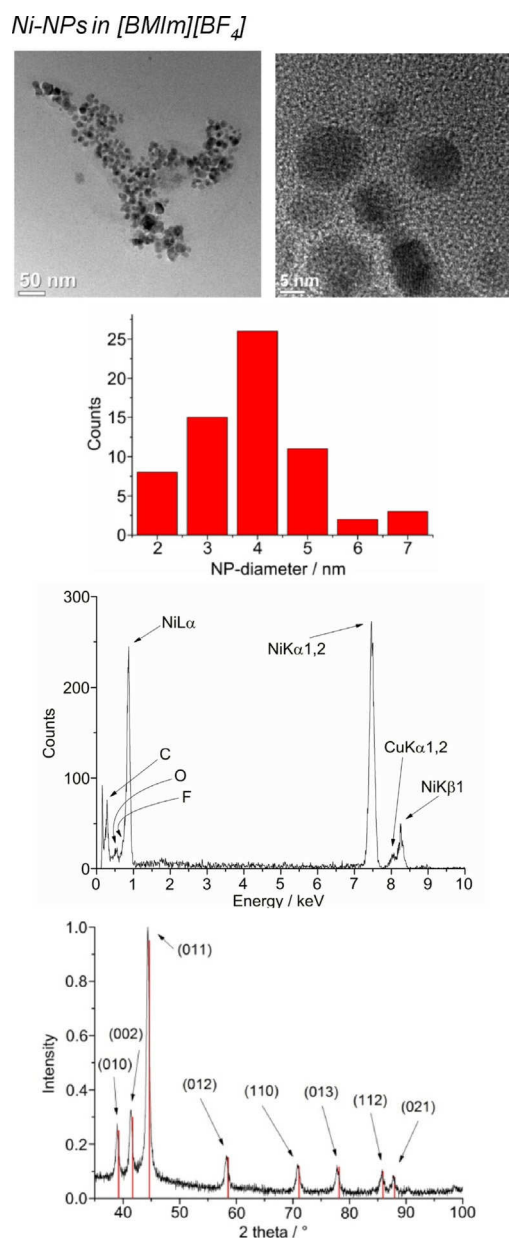 Ni-NPs in [BMIm][BF4]
50 nm
5 nm
25
20
15
10
5
0
Counts
2 3 4 5 6 7
NP-diameter / nm
300
200
100
0
Counts
NiLα
C
O
F
NiKα1,2
CuKα1,2
NiKβ1
0 1 2 3 4 5 6 7 8 9 10
Energy / keV
1.0
0.8
0.6
0.4
0.2
0.0
Intensity
(011)
(002)
(010)
(012)
(110)
(013)
(112)
(021)
40 50 60 70 80 90 100
2 theta / °